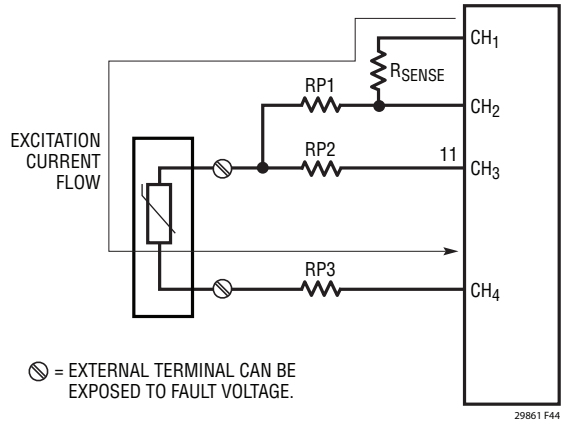 CH1
RSENSE
RP1
CH2
EXCITATION
CURRENT
FLOW
RP2
11
CH3
RP3
CH4
= EXTERNAL TERMINAL CAN BE
EXPOSED TO FAULT VOLTAGE.
29861 F44